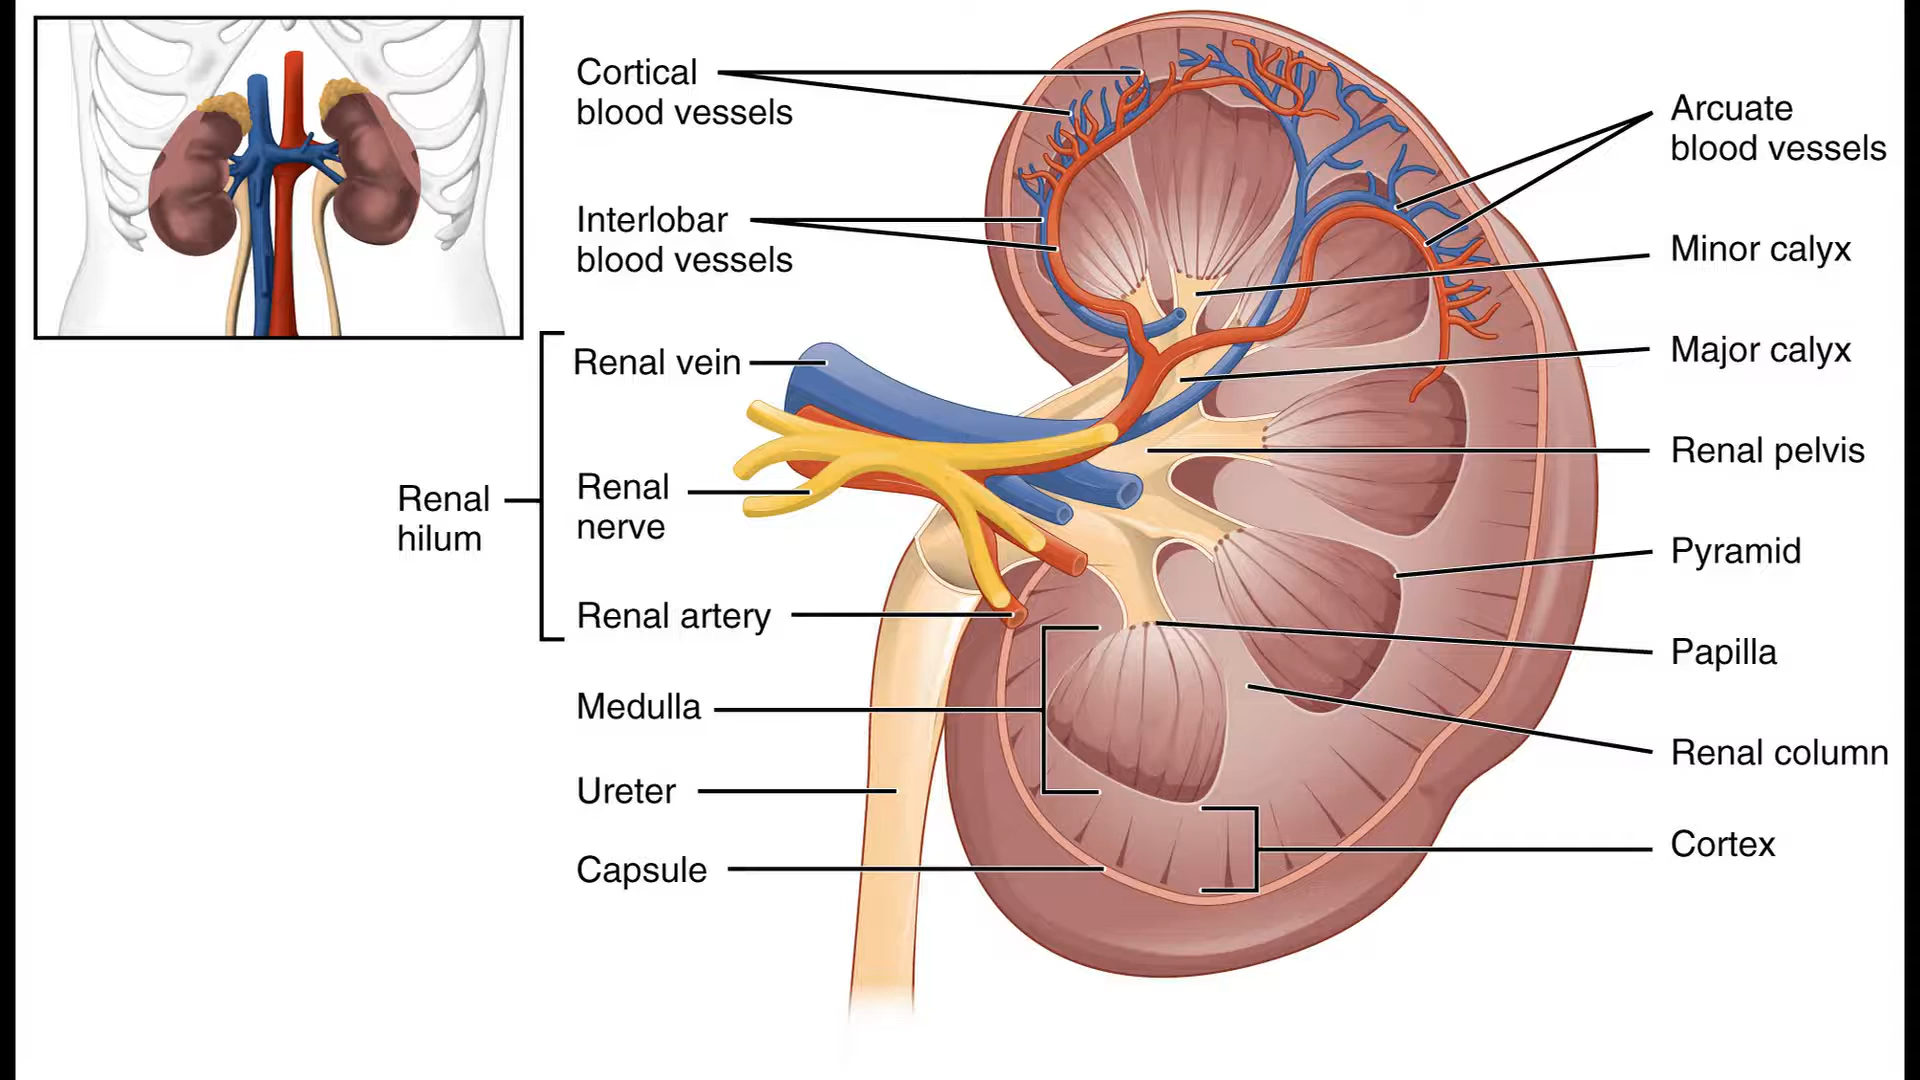 Cortical
blood vessels
Interlobar
blood vessels
Renal vein
Renal
hilum
Renal
nerve
Renal artery
Medulla
Ureter
Capsule
Arcuate
blood vessels
Minor calyx
Major calyx
Renal pelvis
Pyramid
Papilla
Renal column
Cortex